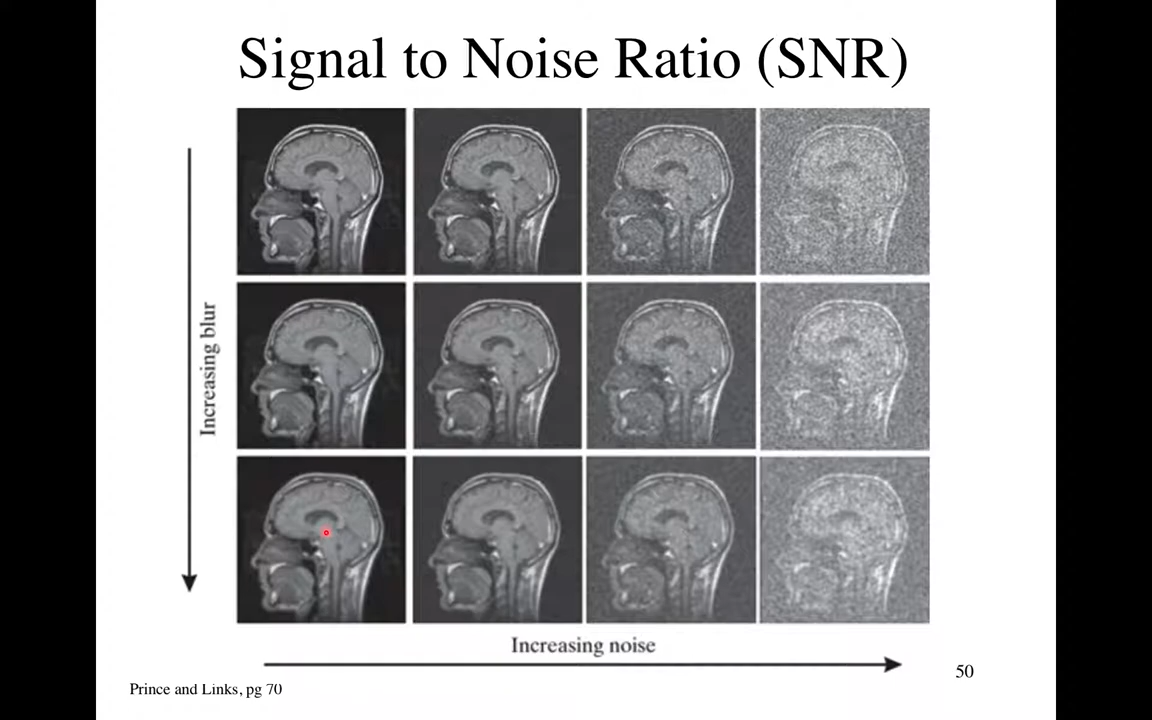 Signal to Noise Ratio (SNR)
Increasing blur
Increasing noise
50
Prince and Links, pg 70